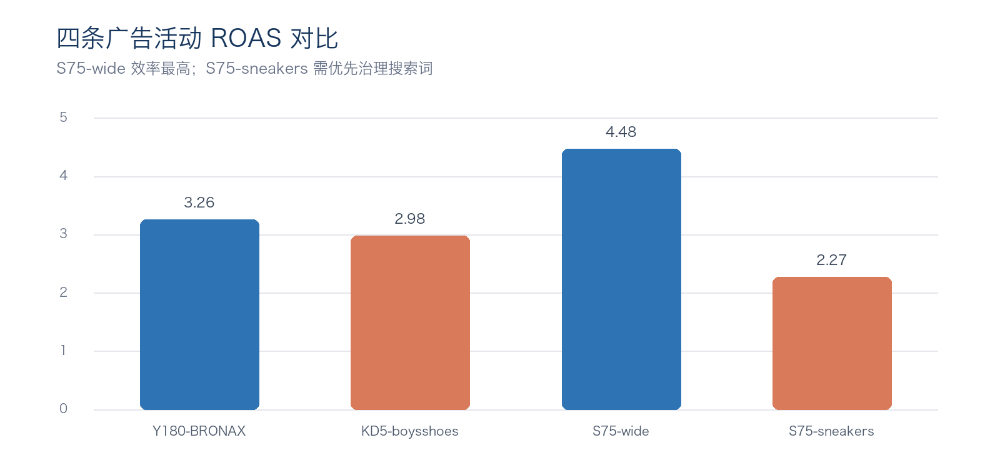 四条广告活动 ROAS 对比
S75-wide 效率最高；S75-sneakers 需优先治理搜索词
5
4
3
2
1
0
3.26
2.98
4.48
2.27
Y180-BRONAX
KD5-boysshoes
S75-wide
S75-sneakers